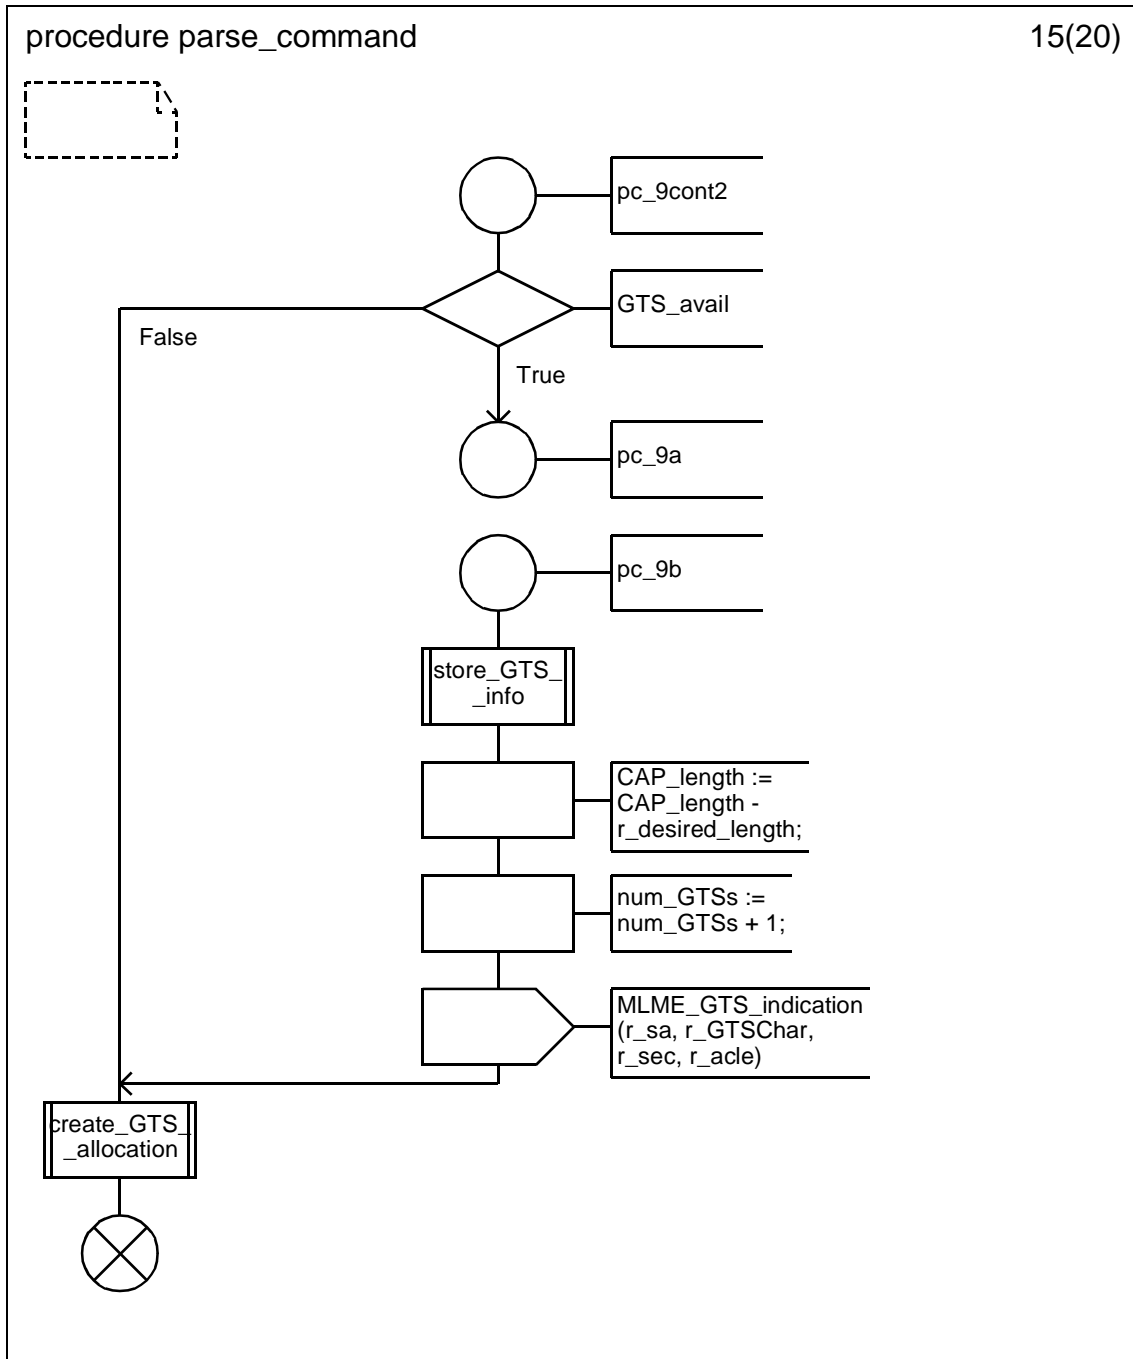 procedure parse_command
15(20)
pc_9cont2
GTS_avail
False
True
pc_9a
pc_9b
store_GTS_
_info
CAP_length :=
CAP_length -
r_desired_length;
num_GTSs :=
num_GTSs + 1;
MLME_GTS_indication
(r_sa, r_GTSChar,
r_sec, r_acle)
create_GTS_
_allocation